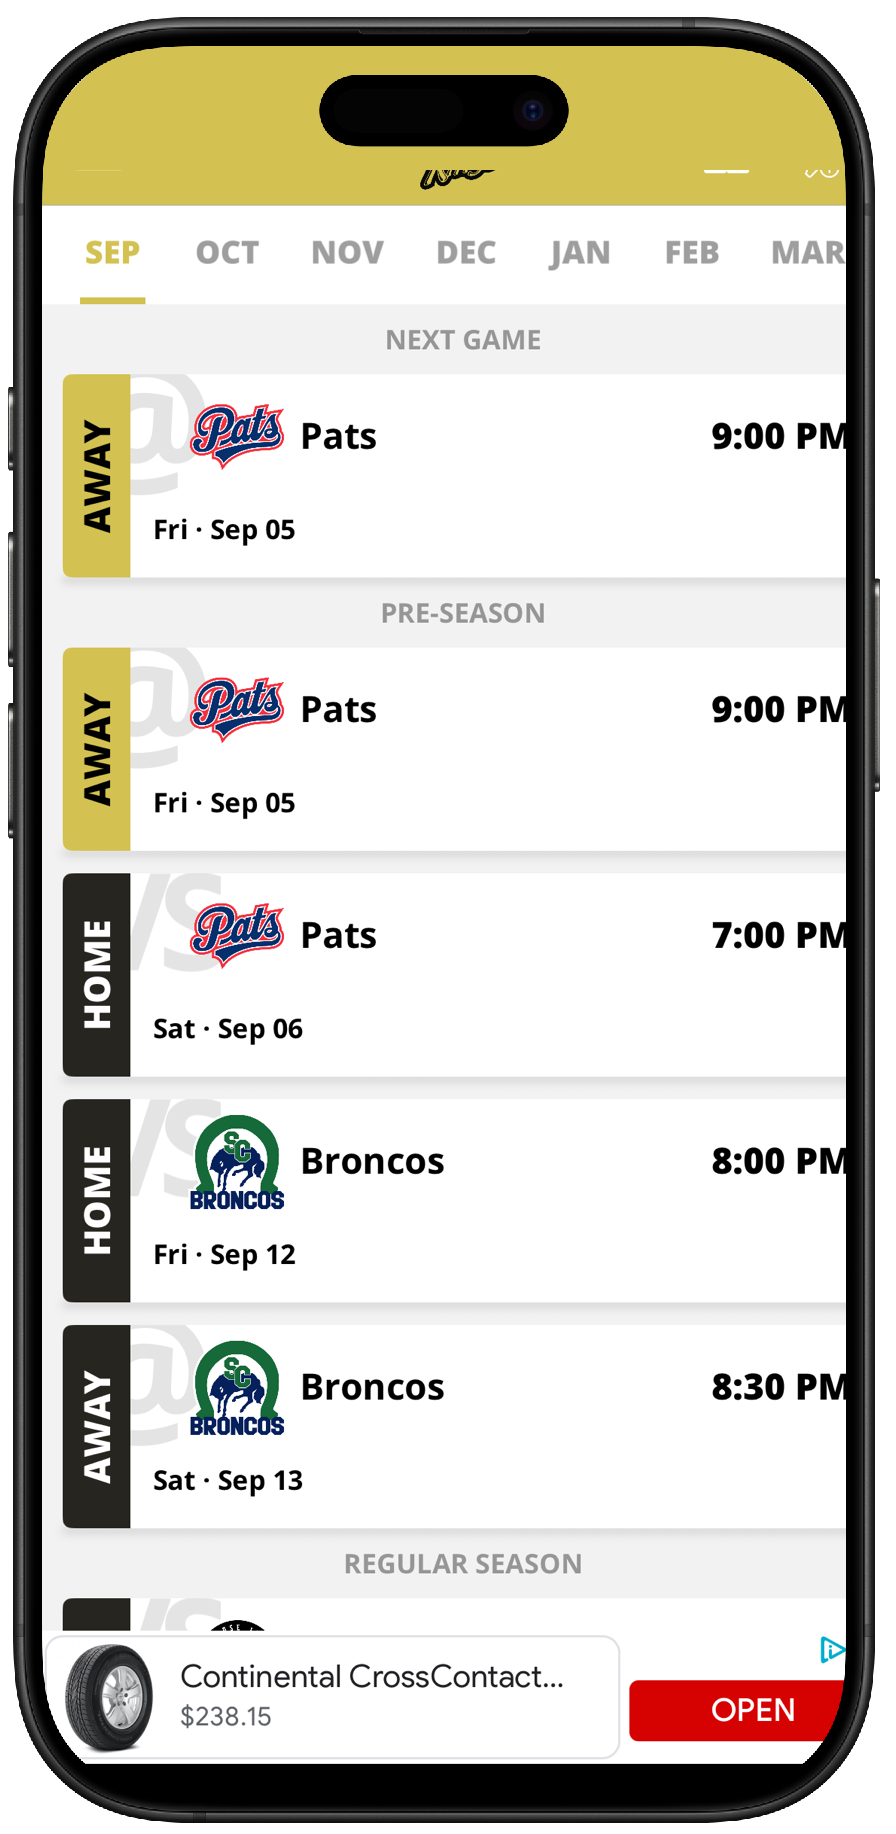 SEP OCT NOV DEC JAN FEB MAR
NEXT GAME
AWAY
@
Pats
Pats
9:00 PM
Fri · Sep 05
PRE-SEASON
AWAY
@
Pats
Pats
9:00 PM
Fri · Sep 05
HOME
VS
Pats
Pats
7:00 PM
Sat · Sep 06
HOME
VS
SC
BRONCOS
Broncos
8:00 PM
Fri · Sep 12
AWAY
@
SC
BRONCOS
Broncos
8:30 PM
Sat · Sep 13
REGULAR SEASON
VS
Continental CrossContact...
$238.15
OPEN